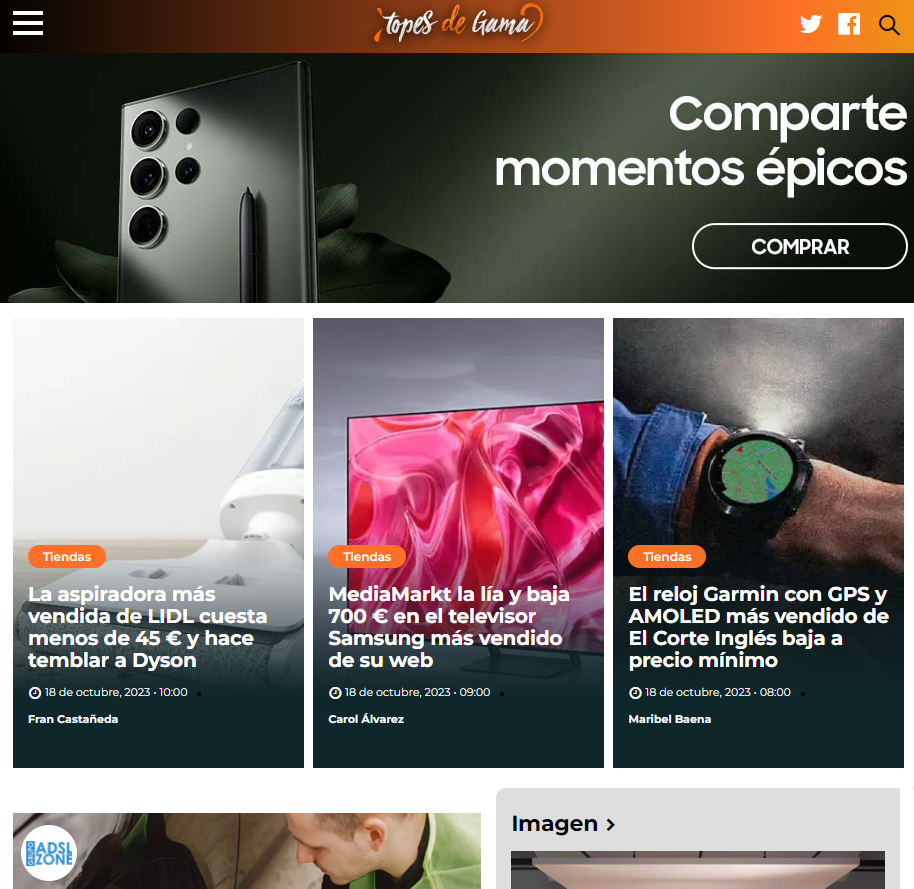 topes de Gama
Comparte
momentos épicos
COMPRAR
Tiendas
La aspiradora más
vendida de LIDL cuesta
menos de 45 € y hace
temblar a Dyson
18 de octubre, 2023 • 10:00
Fran Castañeda
Tiendas
MediaMarkt la lía y baja
700 € en el televisor
Samsung más vendido
de su web
18 de octubre, 2023 • 09:00
Carol Álvarez
Tiendas
El reloj Garmin con GPS y
AMOLED más vendido de
El Corte Inglés baja a
precio mínimo
18 de octubre, 2023 • 08:00
Maribel Baena
GRUPO
ADSL
ZONE
Imagen >